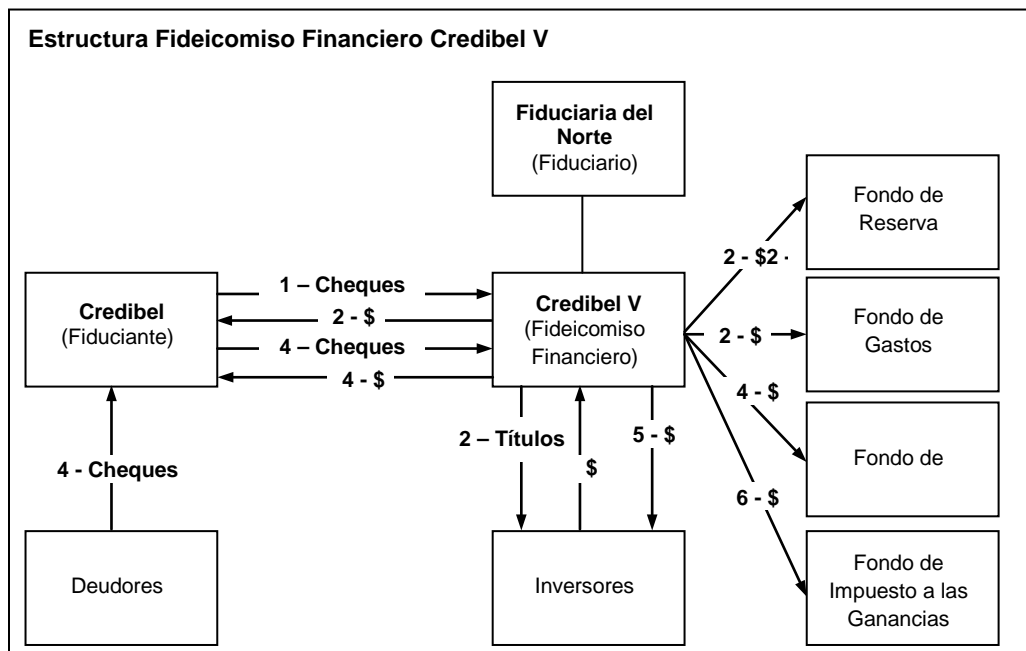 Estructura Fideicomiso Financiero Credibel V
Fiduciaria del
Norte
(Fiduciario)
Fondo de
Reserva
2 - $2 -
1 – Cheques
Credibel
(Fiduciante)
2 - $
4 – Cheques
4 - $
Credibel V
(Fideicomiso
Financiero)
2 - $
Fondo de
Gastos
4 - $
2 – Títulos
$
5 - $
4 - Cheques
Fondo de
6 - $
Deudores
Inversores
Fondo de
Impuesto a las
Ganancias